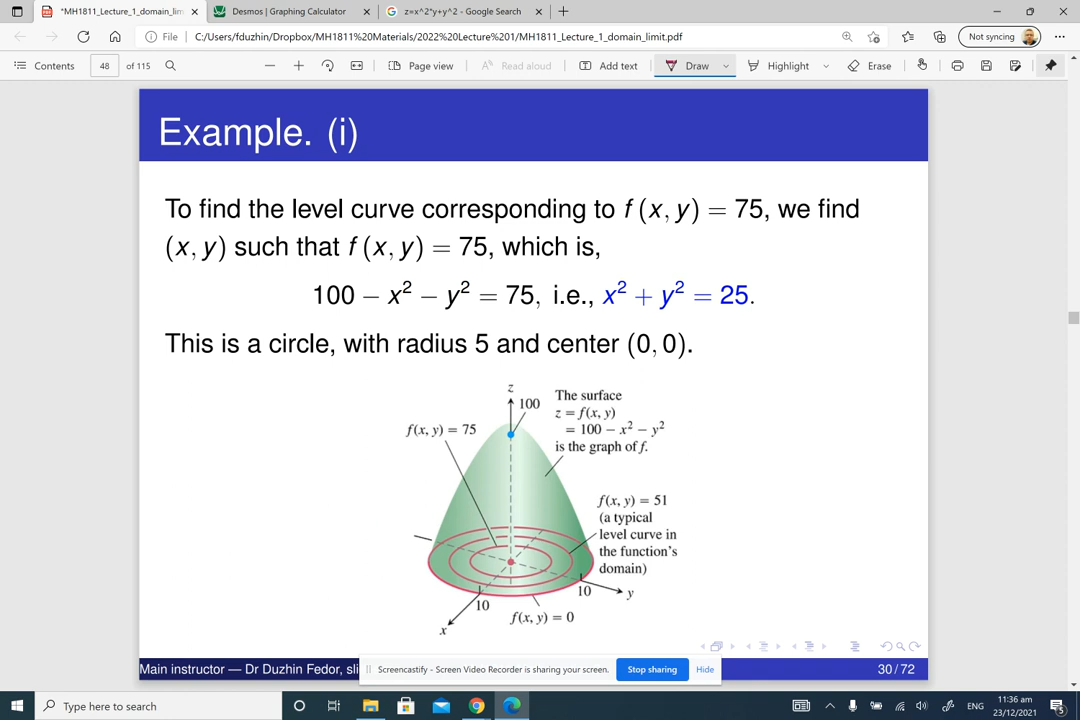 *MH1811_Lecture_1_domain_lim
Desmos | Graphing Calculator
z=x^2*y+y^2 - Google Search
File
C:/Users/fduzhin/Dropbox/MH1811%20Materials/2022%20Lecture%201/MH1811_Lecture_1_domain_limit.pdf
Not syncing
Contents
48
of 115
Page view
Read aloud
Add text
Draw
Highlight
Erase
Example. (i)
To find the level curve corresponding to f (x, y) = 75, we find
(x, y) such that f (x, y) = 75, which is,
100 − x² − y² = 75, i.e., x² + y² = 25.
This is a circle, with radius 5 and center (0, 0).
z
100
The surface
z = f(x, y)
= 100 − x² − y²
is the graph of f.
f(x, y) = 75
f(x, y) = 51
(a typical
level curve in
the function's
domain)
10
y
10
x
f(x, y) = 0
Main instructor — Dr Duzhin Fedor, sli
30 / 72
Screencastify - Screen Video Recorder is sharing your screen.
Stop sharing
Hide
Type here to search
ENG
11:36 am
23/12/2021
5